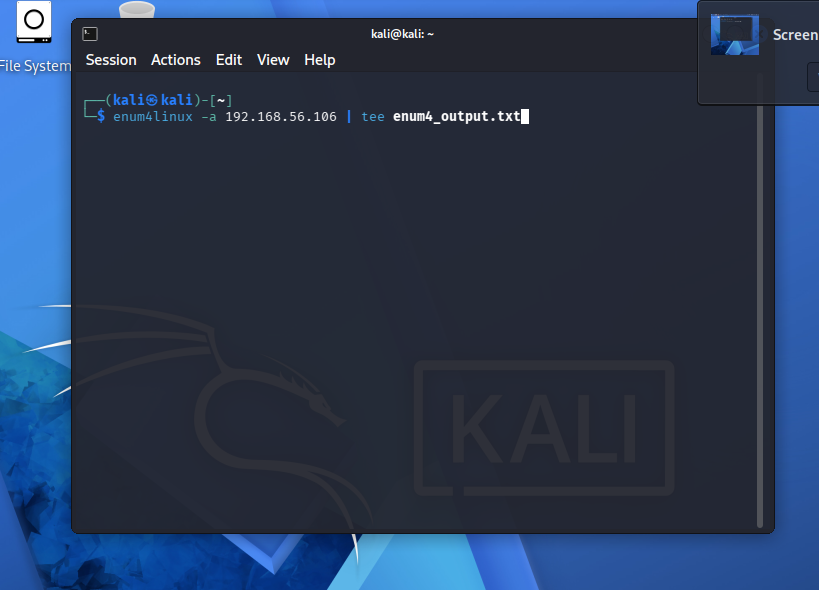 kali@kali: ~
Screen
Session Actions Edit View Help
File System
┌──(kali㉿kali)-[~]
└─$ enum4linux -a 192.168.56.106 | tee enum4_output.txt
KALI